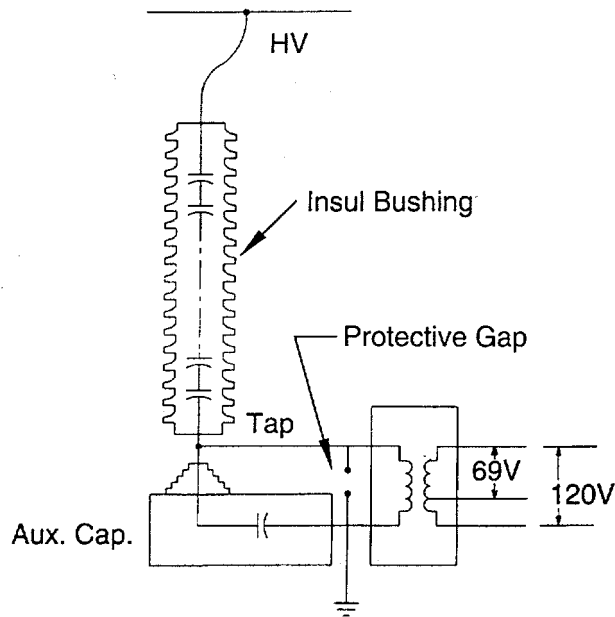 HV
Insul Bushing
Protective Gap
Tap
69V
120V
Aux. Cap.